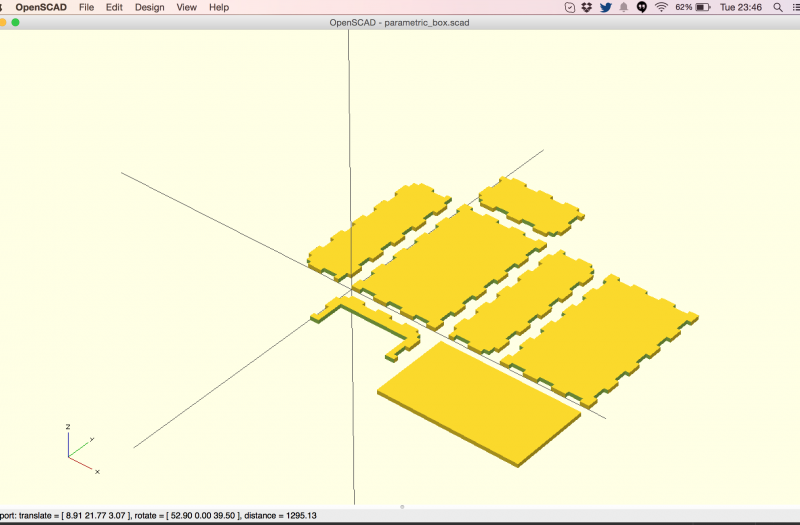 OpenSCAD File Edit Design View Help 62% Tue 23:46
OpenSCAD - parametric_box.scad
z
y
x
port: translate = [ 8.91 21.77 3.07 ], rotate = [ 52.90 0.00 39.50 ], distance = 1295.13